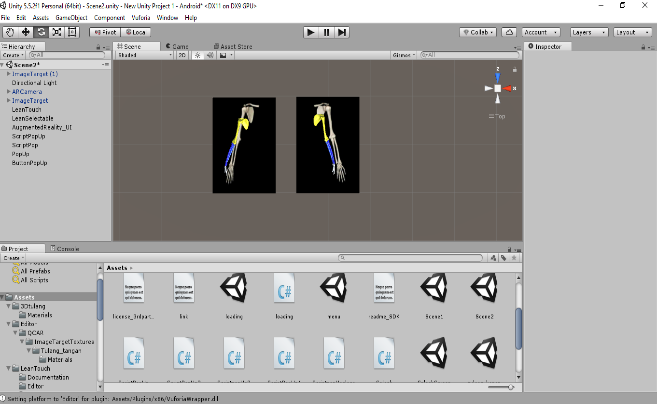 Unity 5.5.2f1 Personal (64bit) - Scene2.unity - New Unity Project 1 - Android* <DX11 on DX9 GPU>
File Edit Assets GameObject Component Vuforia Window Help
Pivot Local Collab Account Layers Layout
Hierarchy Scene Game Asset Store Inspector
Create All Shaded 2D Gizmos All
Scene2*
ImageTarget (1)
Directional Light
ARCamera
ImageTarget
LeanTouch
LeanSelectable
AugmentedReality_UI
ScriptPopUp
ScriptPop
PopUp
ButtonPopUp
z
x
Top
Project Console
Create
All Prefabs
All Scripts
Assets
3Dtulang
Materials
Editor
QCAR
ImageTargetTextures
Tulang_tangan
Materials
LeanTouch
Documentation
Editor
Assets
license_3rdpart...
link
loading
loading
menu
readme_SDK
Scene1
Scene2
C#
C# C# C# C# C# C#
Setting platform to 'Editor' for plugin: Assets/Plugins/x86/VuforiaWrapper.dll